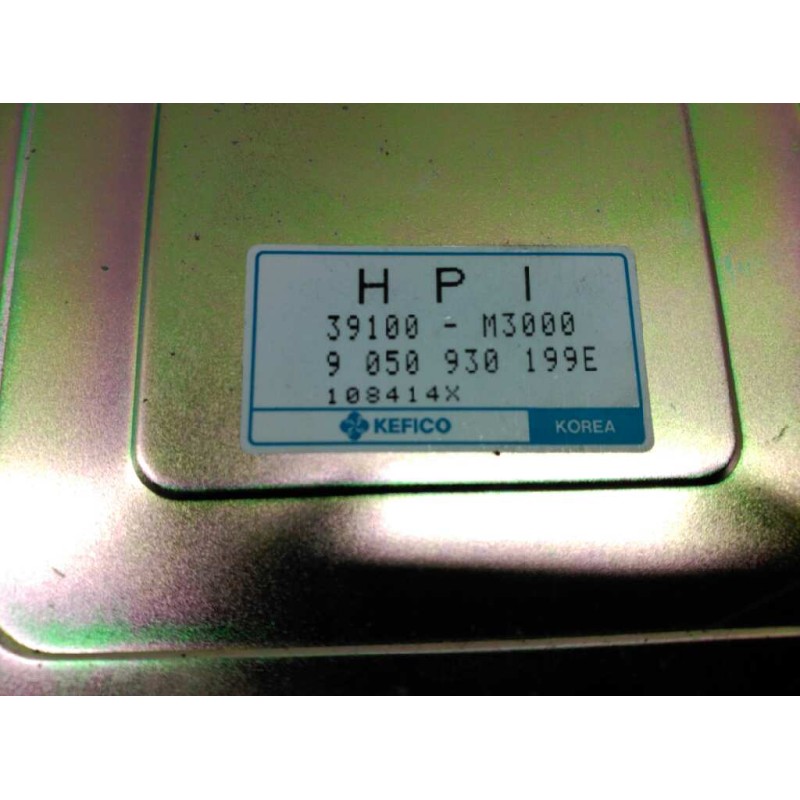 H P I
39100 - M3000
9 050 930 199E
108414X
KEFICO KOREA